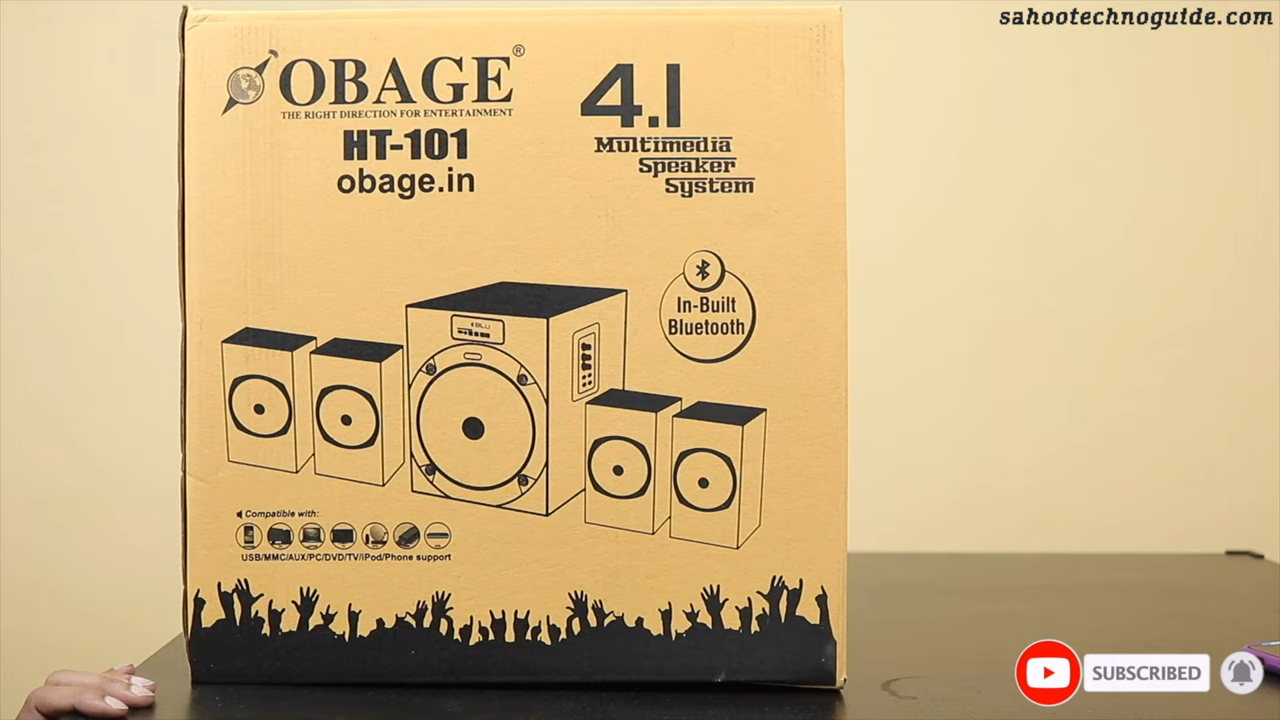 sahootechnoguide.com
OBAGE®
THE RIGHT DIRECTION FOR ENTERTAINMENT
HT-101
obage.in
4.1
Multimedia
Speaker
System
In-Built
Bluetooth
BLU
Compatible with:
USB/MMC/AUX/PC/DVD/TV/iPod/Phone support
SUBSCRIBED